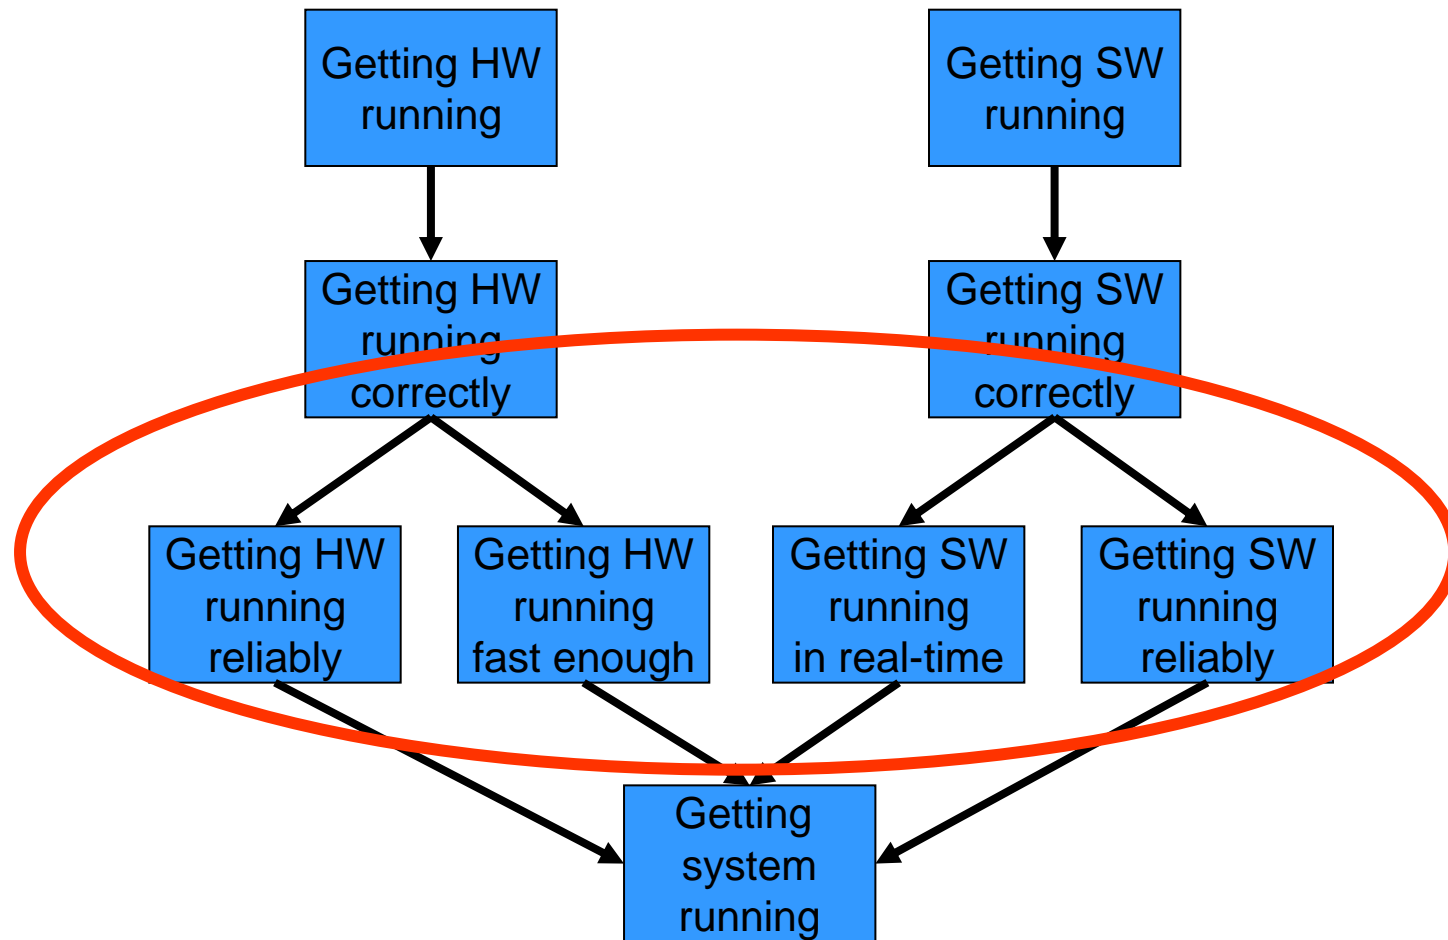 Getting HW
running
Getting SW
running
Getting HW
running
correctly
Getting SW
running
correctly
Getting HW
running
reliably
Getting HW
running
fast enough
Getting SW
running
in real-time
Getting SW
running
reliably
Getting
system
running